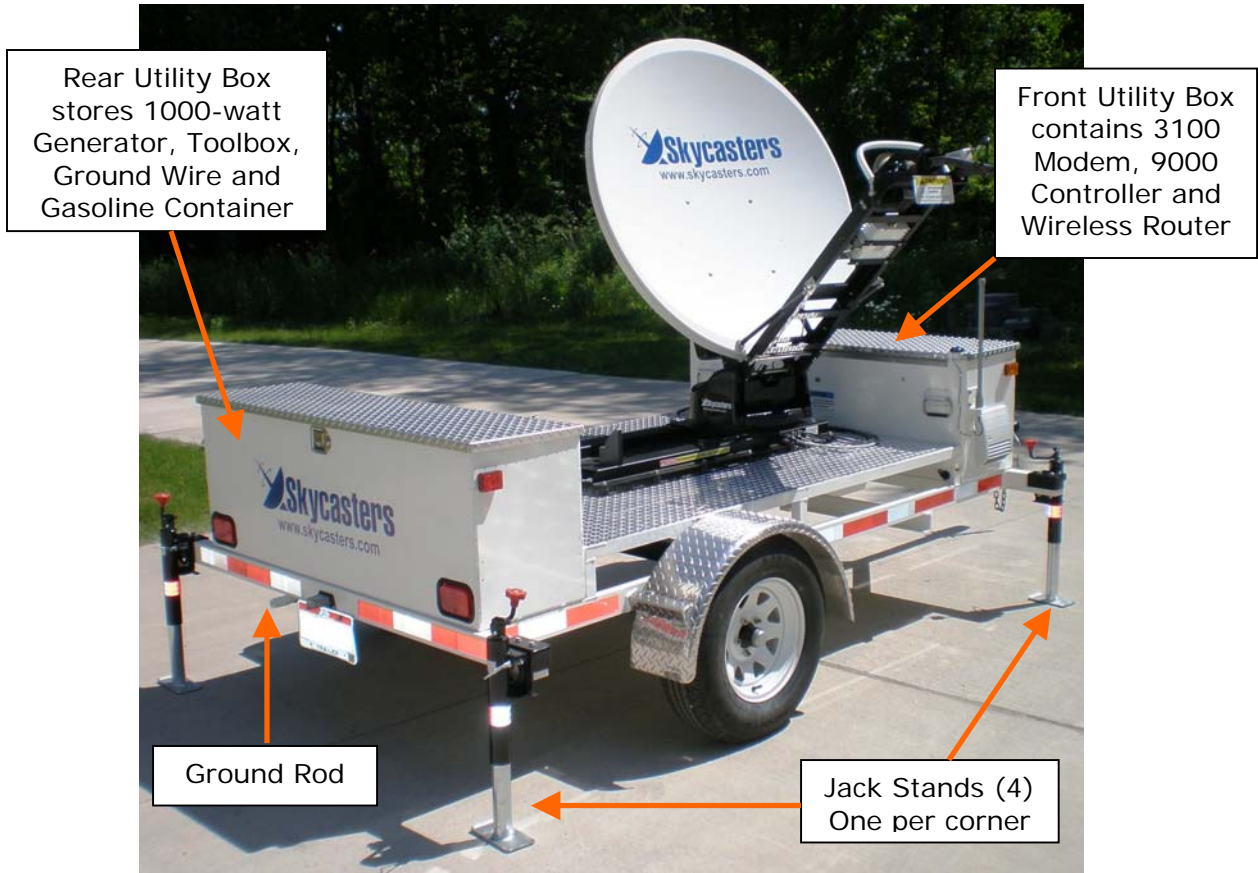 Rear Utility Box
stores 1000-watt
Generator, Toolbox,
Ground Wire and
Gasoline Container
Front Utility Box
contains 3100
Modem, 9000
Controller and
Wireless Router
Skycasters
www.skycasters.com
Skycasters
www.skycasters.com
Ground Rod
Jack Stands (4)
One per corner